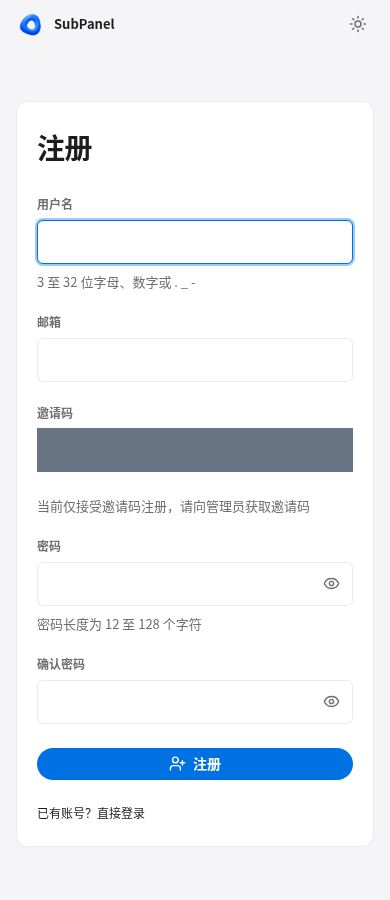 SubPanel
注册
用户名
3 至 32 位字母、数字或 . _ -
邮箱
邀请码
当前仅接受邀请码注册，请向管理员获取邀请码
密码
密码长度为 12 至 128 个字符
确认密码
注册
已有账号？直接登录